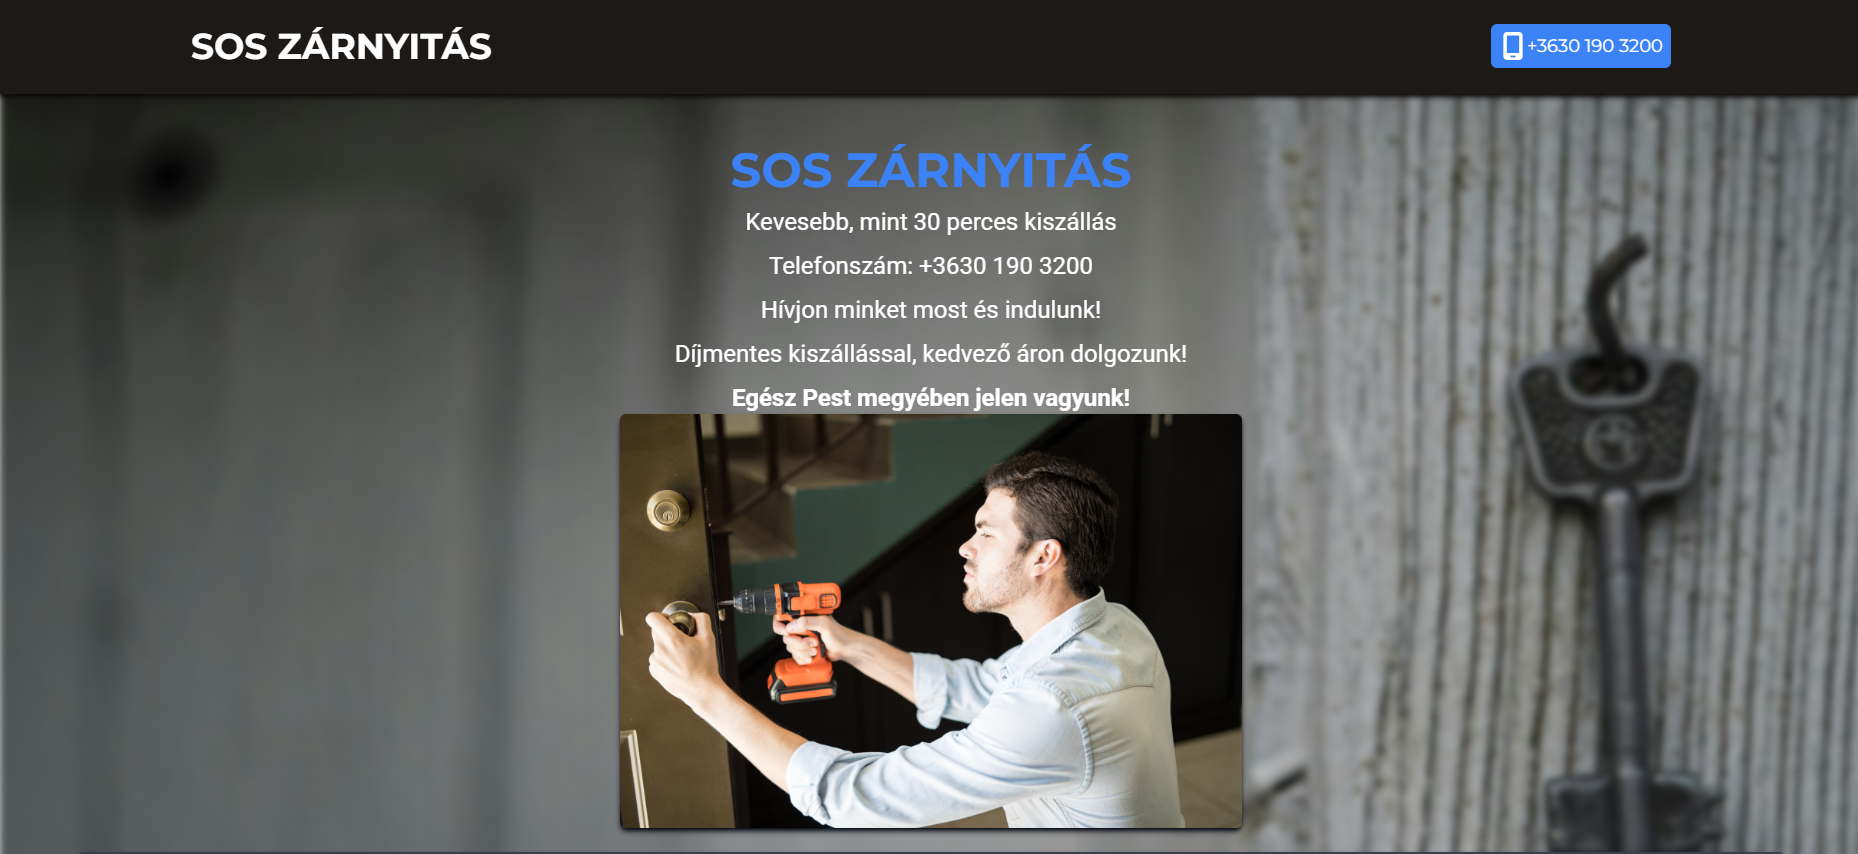 SOS ZÁRNYITÁS
+3630 190 3200
SOS ZÁRNYITÁS
Kevesebb, mint 30 perces kiszállás
Telefonszám: +3630 190 3200
Hívjon minket most és indulunk!
Díjmentes kiszállással, kedvező áron dolgozunk!
Egész Pest megyében jelen vagyunk!